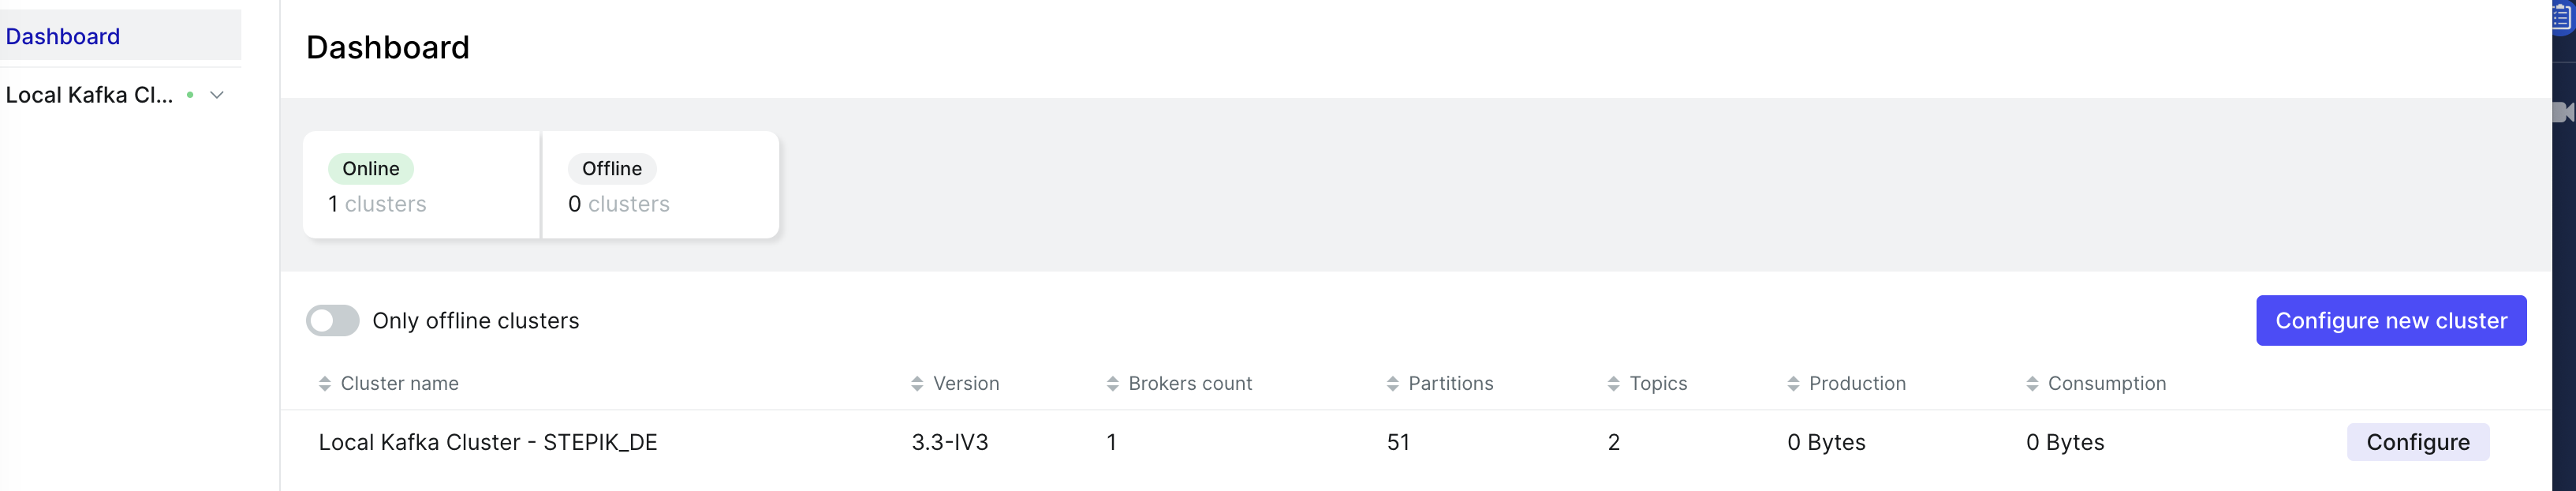 Dashboard
Local Kafka Cl...
Dashboard
Online
1 clusters
Offline
0 clusters
Only offline clusters
Configure new cluster
Cluster name Version Brokers count Partitions Topics Production Consumption
Local Kafka Cluster - STEPIK_DE 3.3-IV3 1 51 2 0 Bytes 0 Bytes Configure